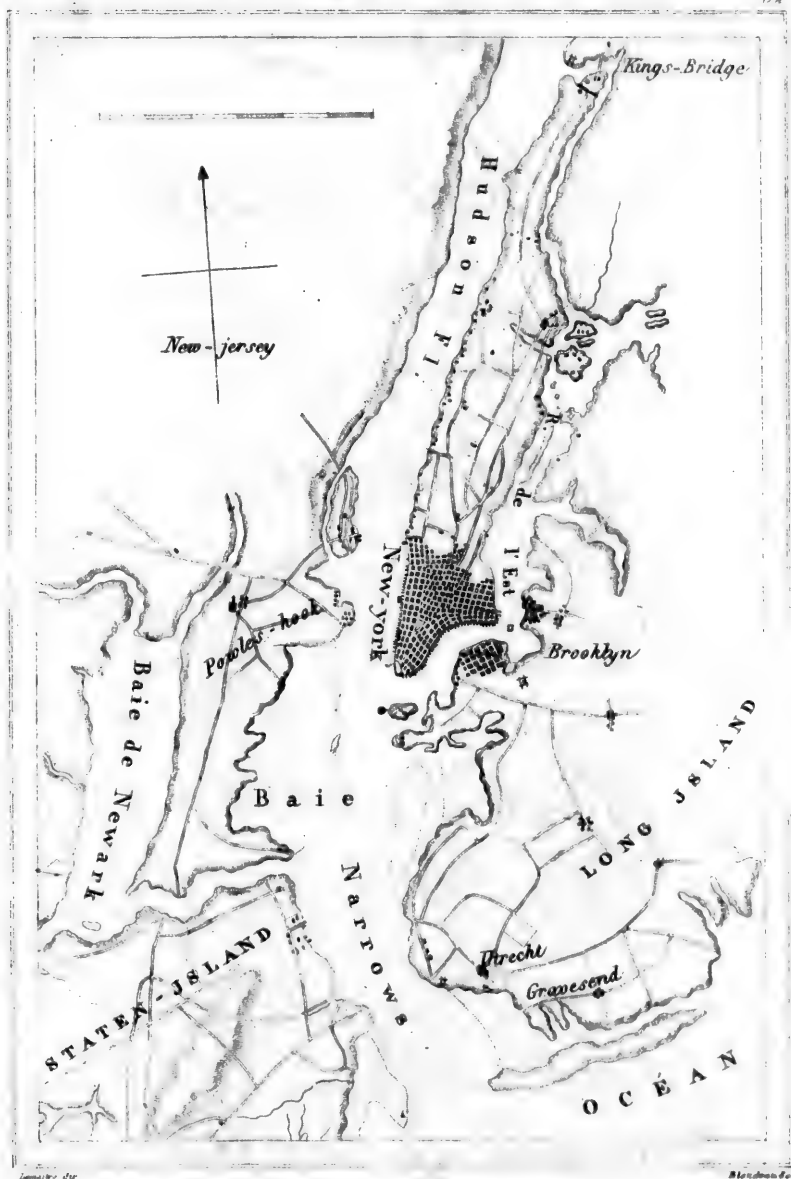 Kings-Bridge
Hudson Fl.
New-jersey
R. de l'Est
New-york
Powles-hook
Brooklyn
Baie de Newark
Baie
LONG JSLAND
Narrows
Utrecht
STATEN-JSLAND
Gravesend
OCÉAN